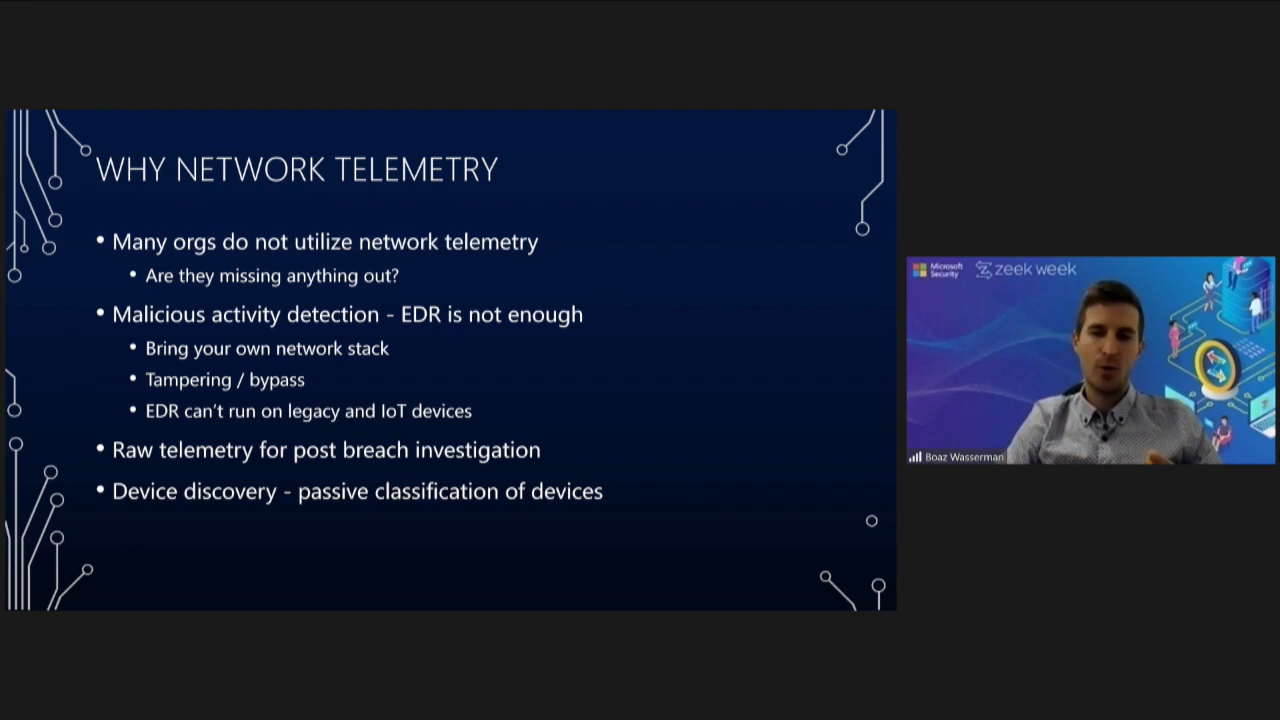 WHY NETWORK TELEMETRY
• Many orgs do not utilize network telemetry
• Are they missing anything out?
• Malicious activity detection - EDR is not enough
• Bring your own network stack
• Tampering / bypass
• EDR can't run on legacy and IoT devices
• Raw telemetry for post breach investigation
• Device discovery - passive classification of devices
Microsoft
Security
zeek week
Boaz Wasserman